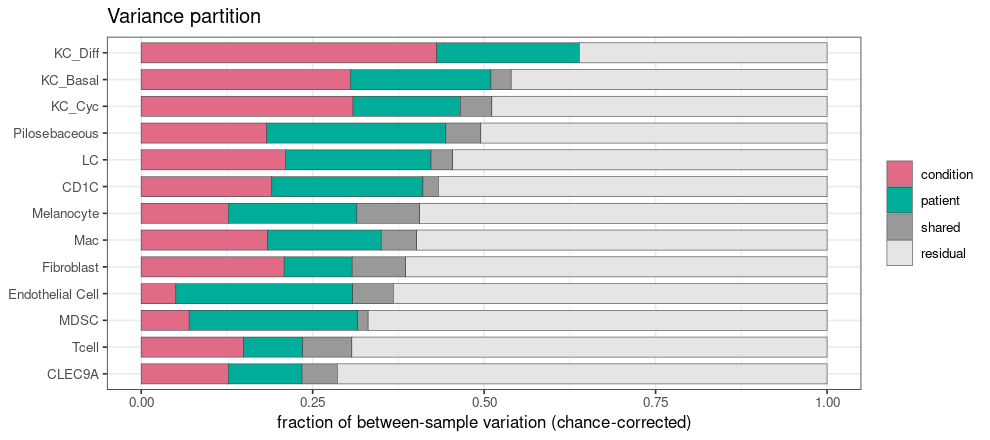 Variance partition
KC_Diff
KC_Basal
KC_Cyc
Pilosebaceous
LC
CD1C
Melanocyte
Mac
Fibroblast
Endothelial Cell
MDSC
Tcell
CLEC9A
0.00 0.25 0.50 0.75 1.00
fraction of between-sample variation (chance-corrected)
condition
patient
shared
residual